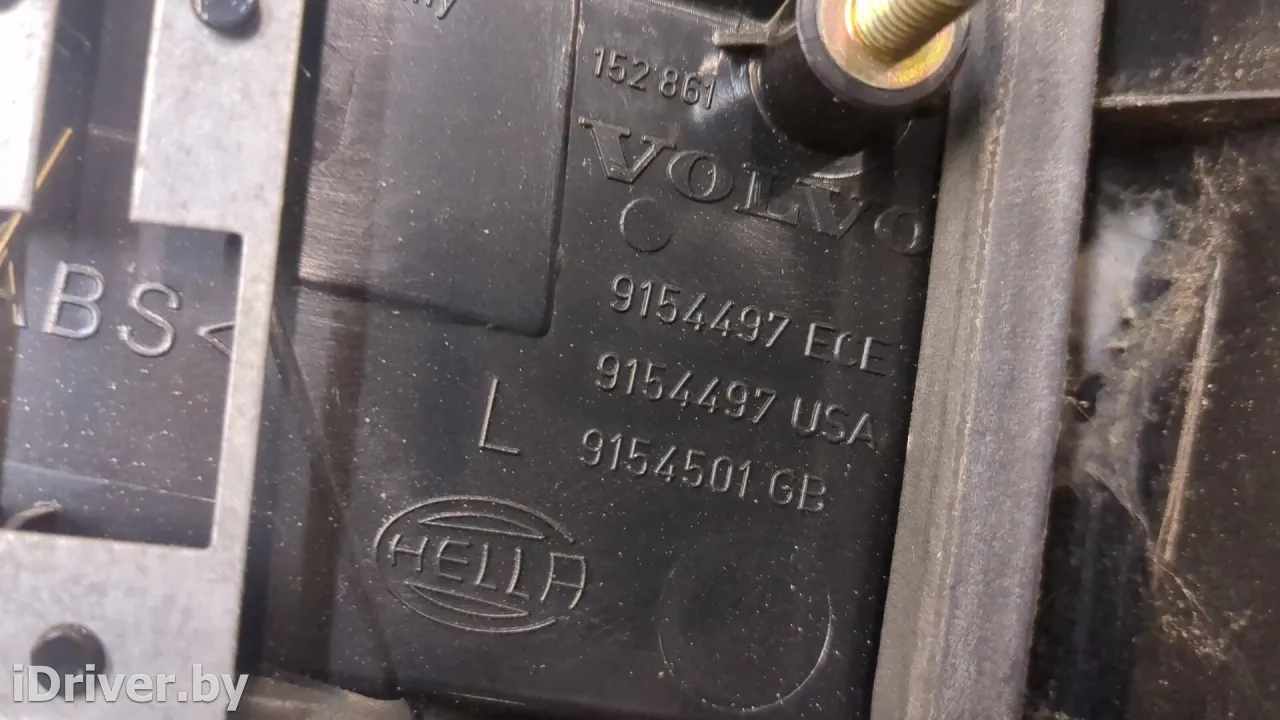 152 861
VOLVO
9154497 ECE
ABS<
9154497 USA
L
9154501 GB
HELLA
iDriver.by